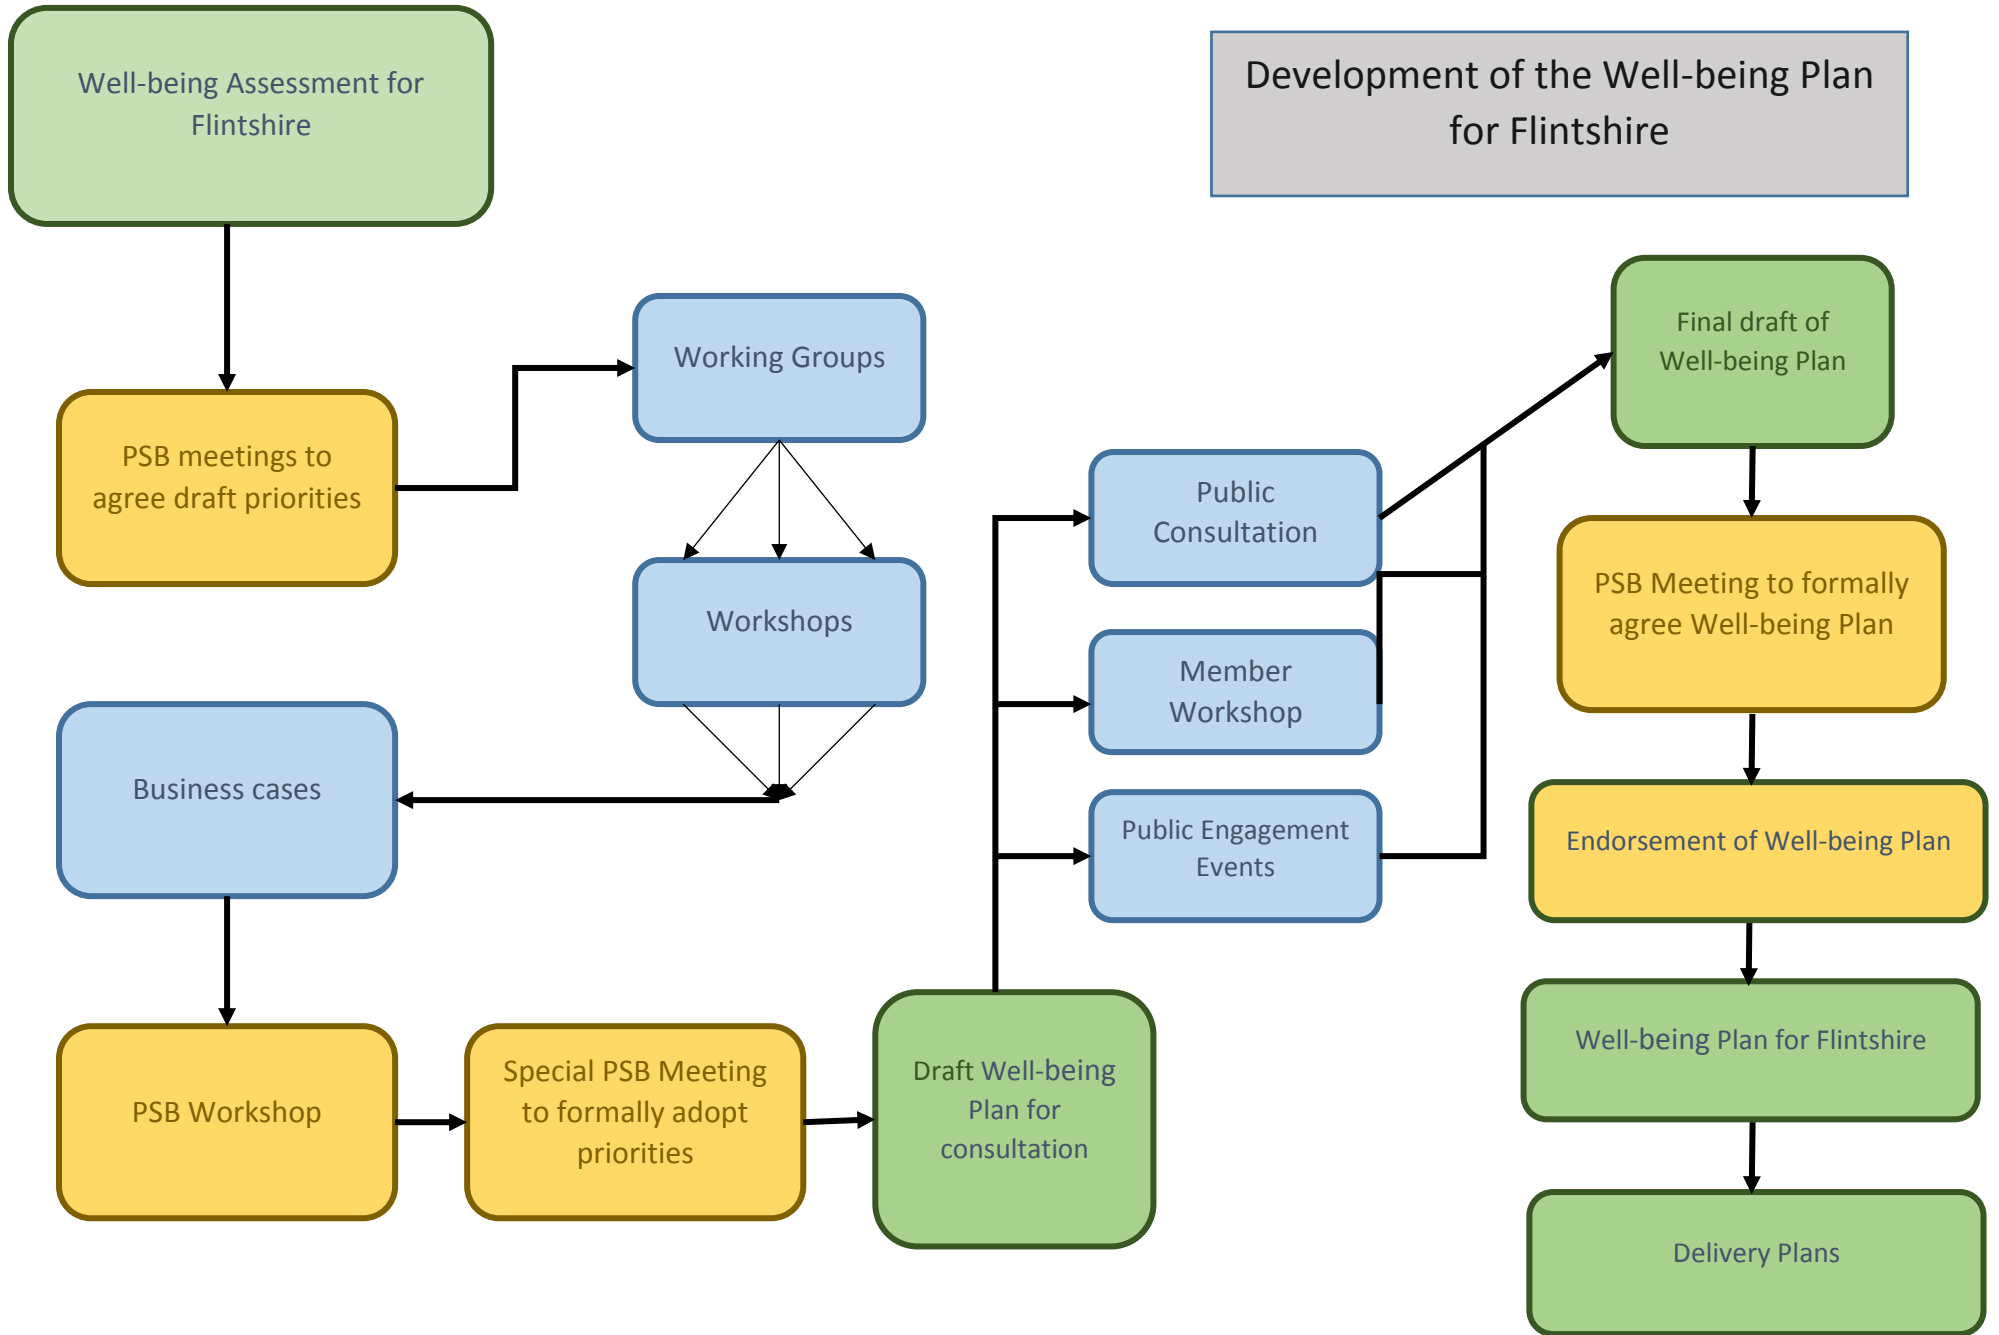 Well-being Assessment for
Flintshire
Development of the Well-being Plan
for Flintshire
PSB meetings to
agree draft priorities
Working Groups
Workshops
Business cases
PSB Workshop
Special PSB Meeting
to formally adopt
priorities
Draft Well-being
Plan for
consultation
Public
Consultation
Member
Workshop
Public Engagement
Events
Final draft of
Well-being Plan
PSB Meeting to formally
agree Well-being Plan
Endorsement of Well-being Plan
Well-being Plan for Flintshire
Delivery Plans